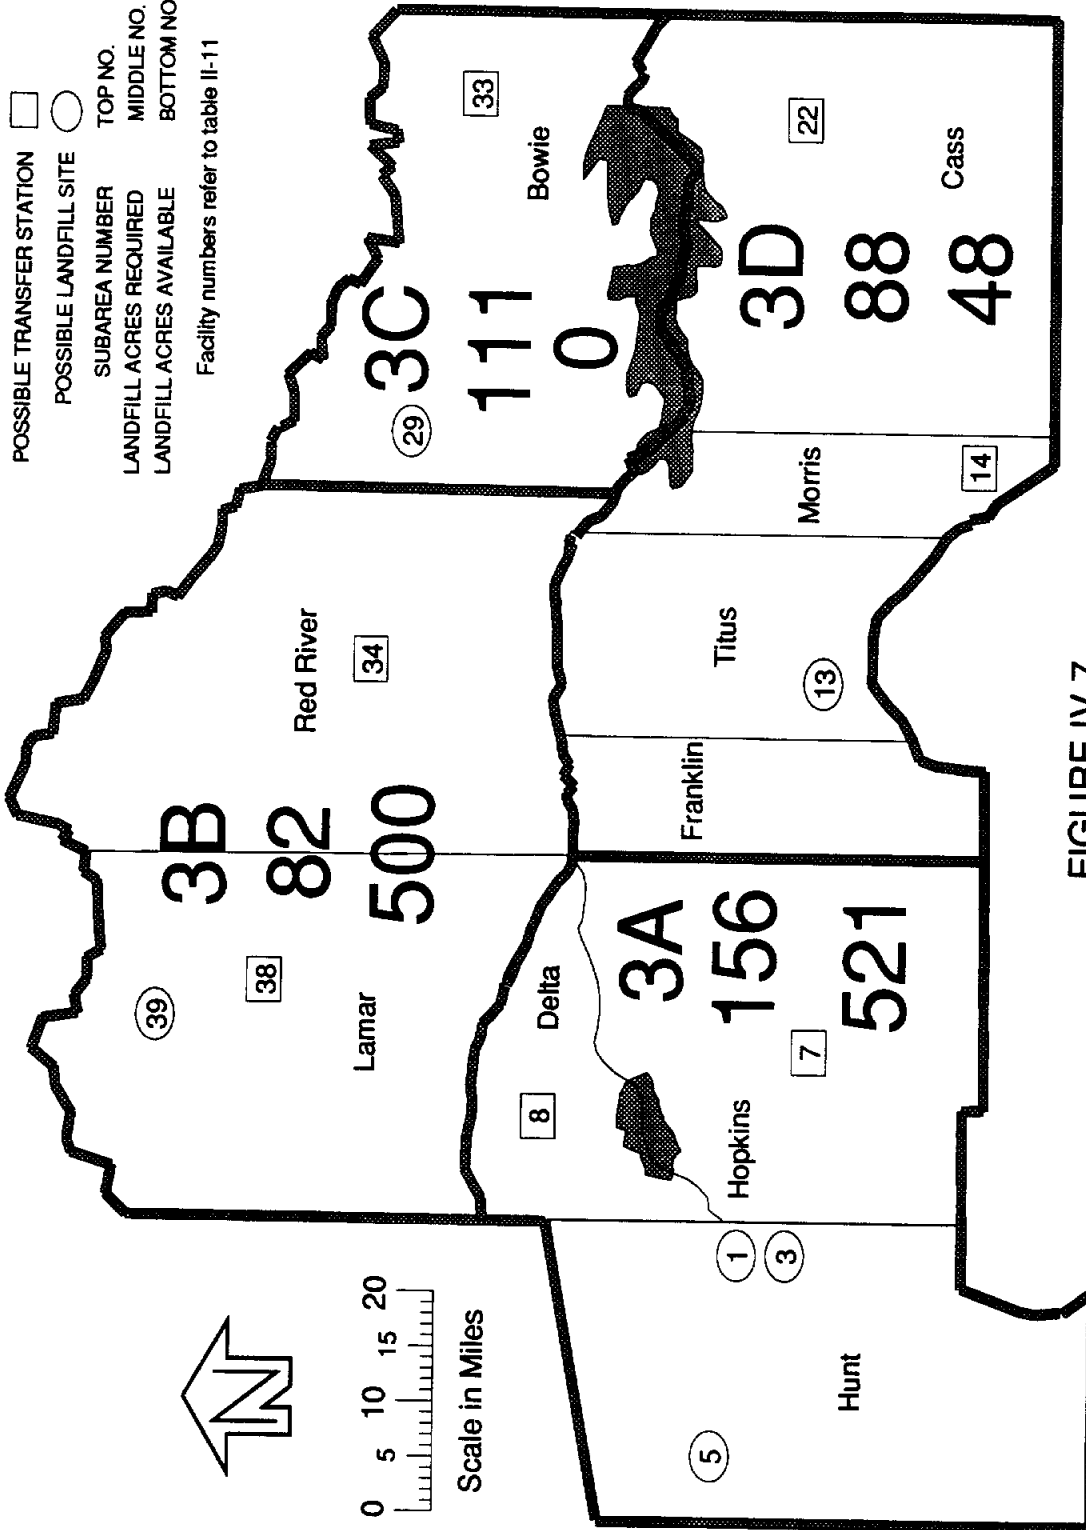 POSSIBLE TRANSFER STATION
POSSIBLE LANDFILL SITE
SUBAREA NUMBER TOP NO.
LANDFILL ACRES REQUIRED MIDDLE NO.
LANDFILL ACRES AVAILABLE BOTTOM NO
Facility numbers refer to table II-11
N
0 5 10 15 20
Scale in Miles
39
38
Lamar
3B
82
500
Red River
34
29
3C
111
0
33
Bowie
8
Delta
3A
156
521
7
Hopkins
1
3
5
Hunt
Franklin
Titus
13
Morris
14
3D
88
48
22
Cass
FIGURE IV-7